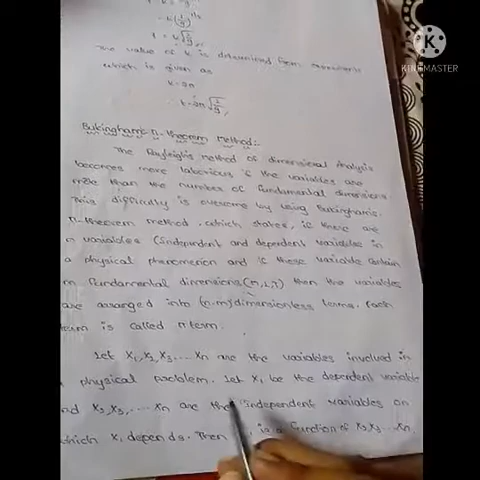 = k(l/g)^1/2
t = k√l/g
The value of k is determined from experiments
which is given as
k = 2π
t = 2π√l/g
KINEMASTER
Bukingham's π-theorem method:-
The Rayleigh's method of dimensional Analysis
becomes more laborious if the variables are
more than the number of fundamental dimensions
This difficulty is overcome by using Bukingham's.
π-theorem method, which states, if there are
n variables (independent and dependent variables in
a physical phenomenon and if these variable contain
m fundamental dimensions (M,L,T) then the variables
are arranged into (n-m) dimensionless terms. Each
term is called π term.
Let X₁,X₂,X₃....Xn are the variables involved in
a physical problem. Let X₁ be the dependent variable
and X₂,X₃,....Xn are the independent variables on
which X₁ depends. Then is a function of X₂,X₃...Xn,